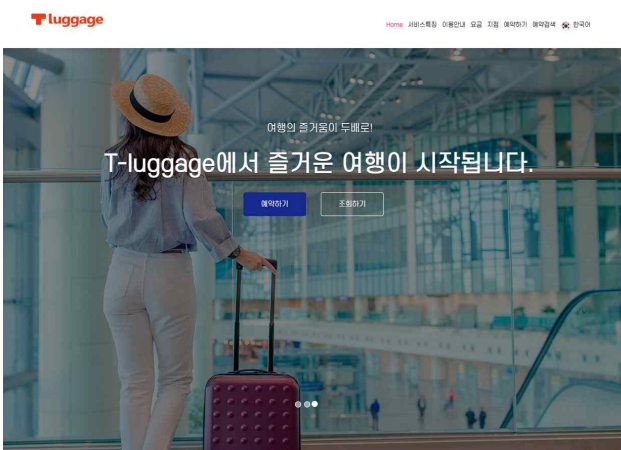 T luggage
Home 서비스특징 이용안내 요금 지점 예약하기 예약검색 한국어
여행의 즐거움이 두배로!
T-luggage에서 즐거운 여행이 시작됩니다.
예약하기 조회하기